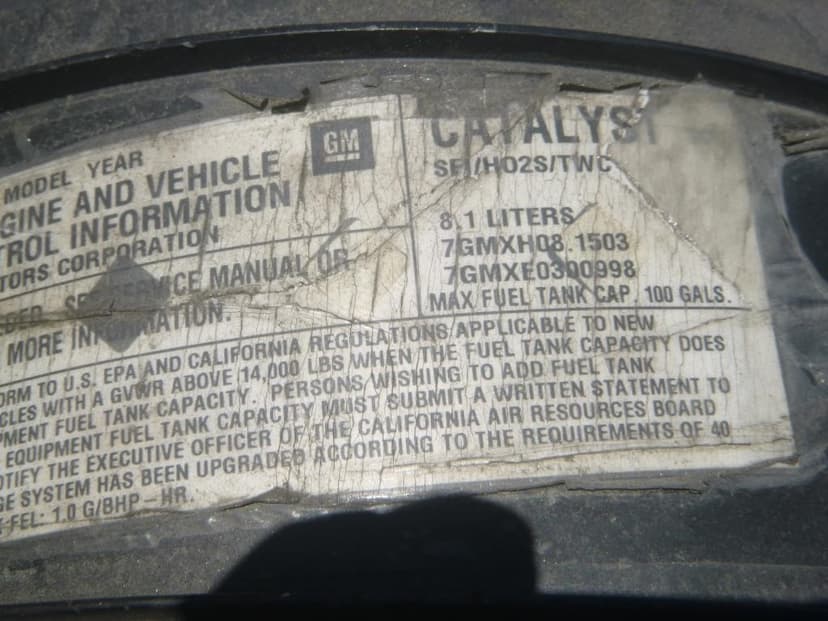 MODEL YEAR
GINE AND VEHICLE
TROL INFORMATION
TORS CORPORATION
GM
CATALYST
SFI/HO2S/TWC
8.1 LITERS
7GMXH08.1503
7GMXE0300998
MAX FUEL TANK CAP. 100 GALS.
DED. SEE SERVICE MANUAL OR
MORE INFORMATION.
ORM TO U.S. EPA AND CALIFORNIA REGULATIONS APPLICABLE TO NEW
CLES WITH A GVWR ABOVE 14,000 LBS WHEN THE FUEL TANK CAPACITY DOES
PMENT FUEL TANK CAPACITY. PERSONS WISHING TO ADD FUEL TANK
EQUIPMENT FUEL TANK CAPACITY MUST SUBMIT A WRITTEN STATEMENT TO
OTIFY THE EXECUTIVE OFFICER OF THE CALIFORNIA AIR RESOURCES BOARD
GE SYSTEM HAS BEEN UPGRADED ACCORDING TO THE REQUIREMENTS OF 40
FEL: 1.0 G/BHP-HR.